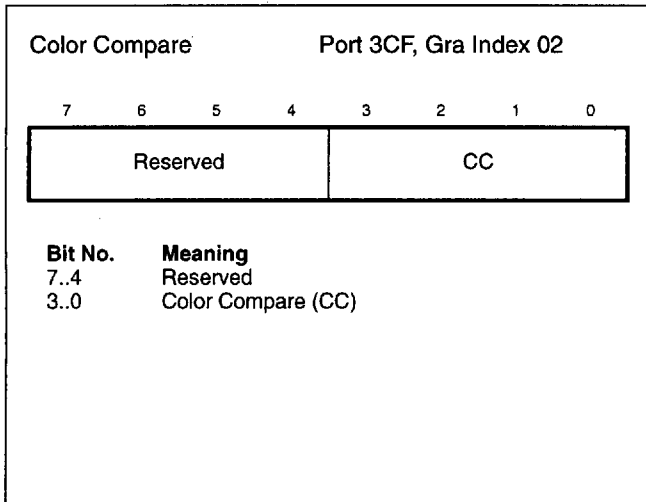 Color Compare Port 3CF, Gra Index 02
7 6 5 4 3 2 1 0
Reserved CC
Bit No. Meaning
7..4 Reserved
3..0 Color Compare (CC)